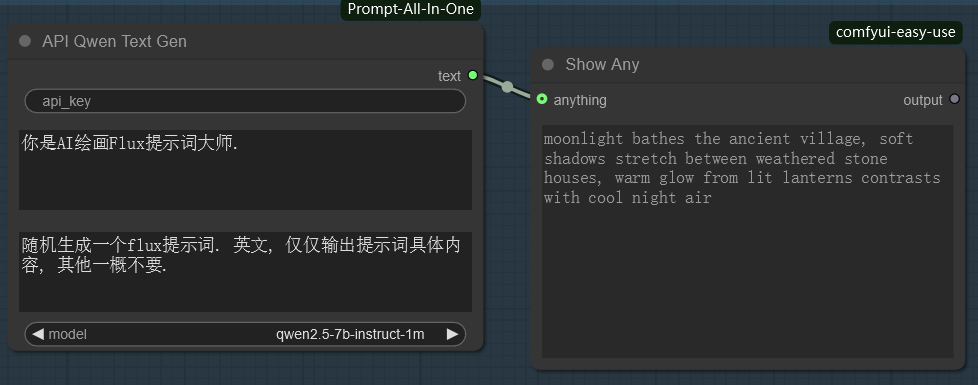 Prompt-All-In-One
API Qwen Text Gen
text
api_key
你是AI绘画Flux提示词大师.
随机生成一个flux提示词. 英文, 仅仅输出提示词具体内
容, 其他一概不要.
model qwen2.5-7b-instruct-1m
comfyui-easy-use
Show Any
anything output
moonlight bathes the ancient village, soft
shadows stretch between weathered stone
houses, warm glow from lit lanterns contrasts
with cool night air